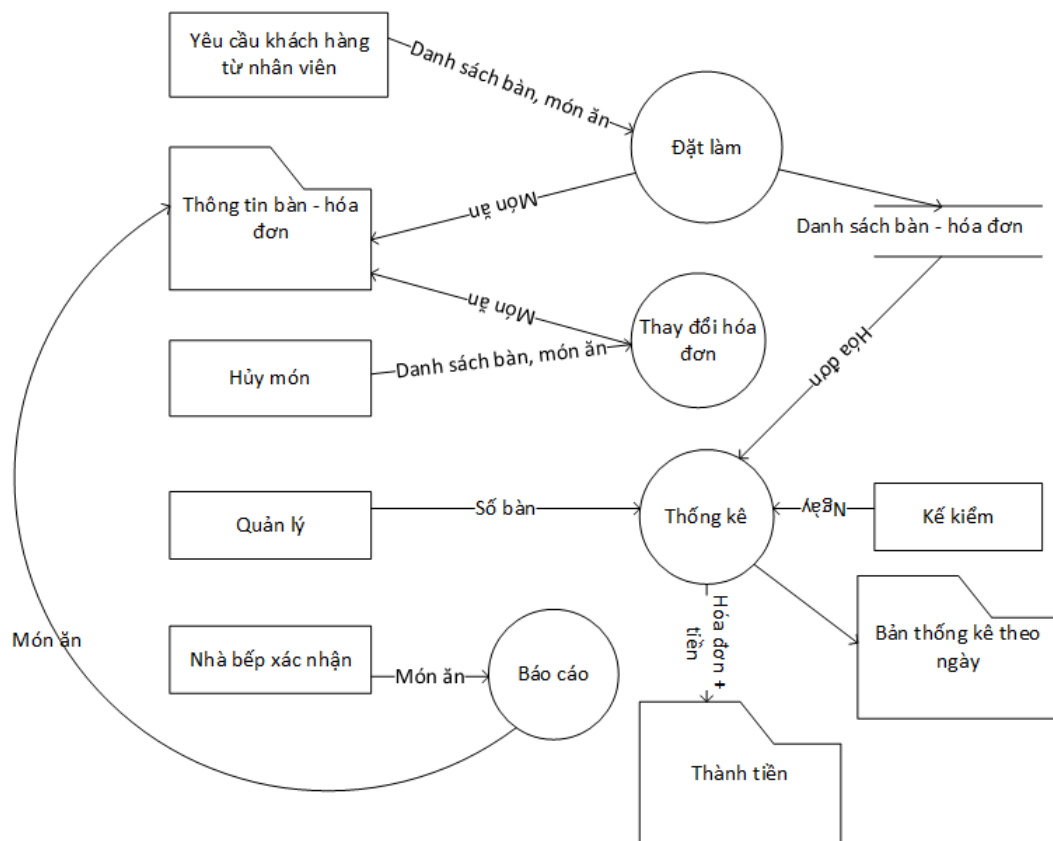 Yêu cầu khách hàng
từ nhân viên
Danh sách bàn, món ăn
Đặt làm
Thông tin bàn - hóa
đơn
Món ăn
Danh sách bàn - hóa đơn
Món ăn
Thay đổi hóa
đơn
Hủy món
Danh sách bàn, món ăn
Hóa đơn
Quản lý
Số bàn
Thống kê
Ngày
Kế kiểm
Món ăn
Nhà bếp xác nhận
Món ăn
Báo cáo
Hóa đơn +
tiền
Bản thống kê theo
ngày
Thành tiền